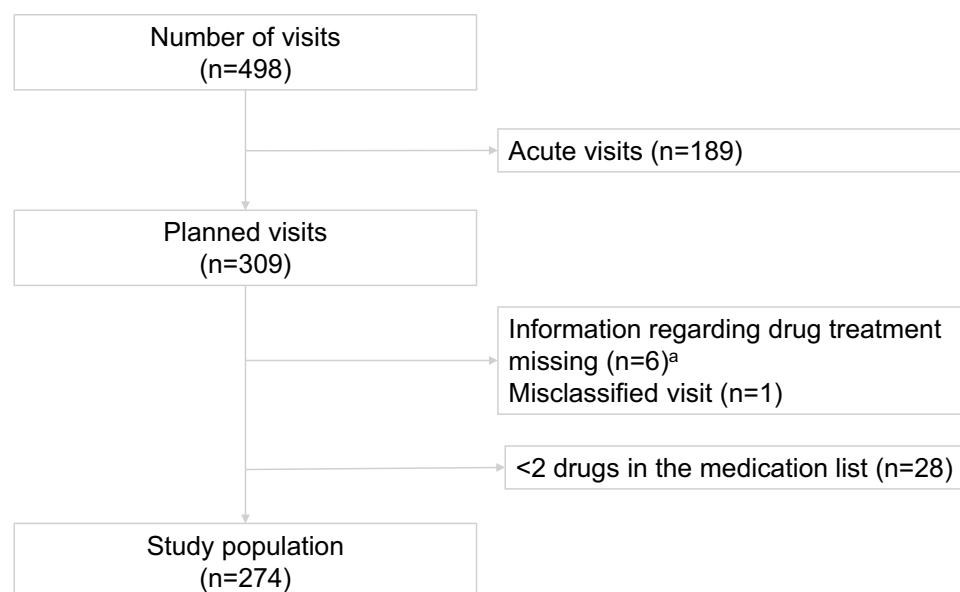 Number of visits
(n=498)
Acute visits (n=189)
Planned visits
(n=309)
Information regarding drug treatment
missing (n=6)ᵃ
Misclassified visit (n=1)
<2 drugs in the medication list (n=28)
Study population
(n=274)